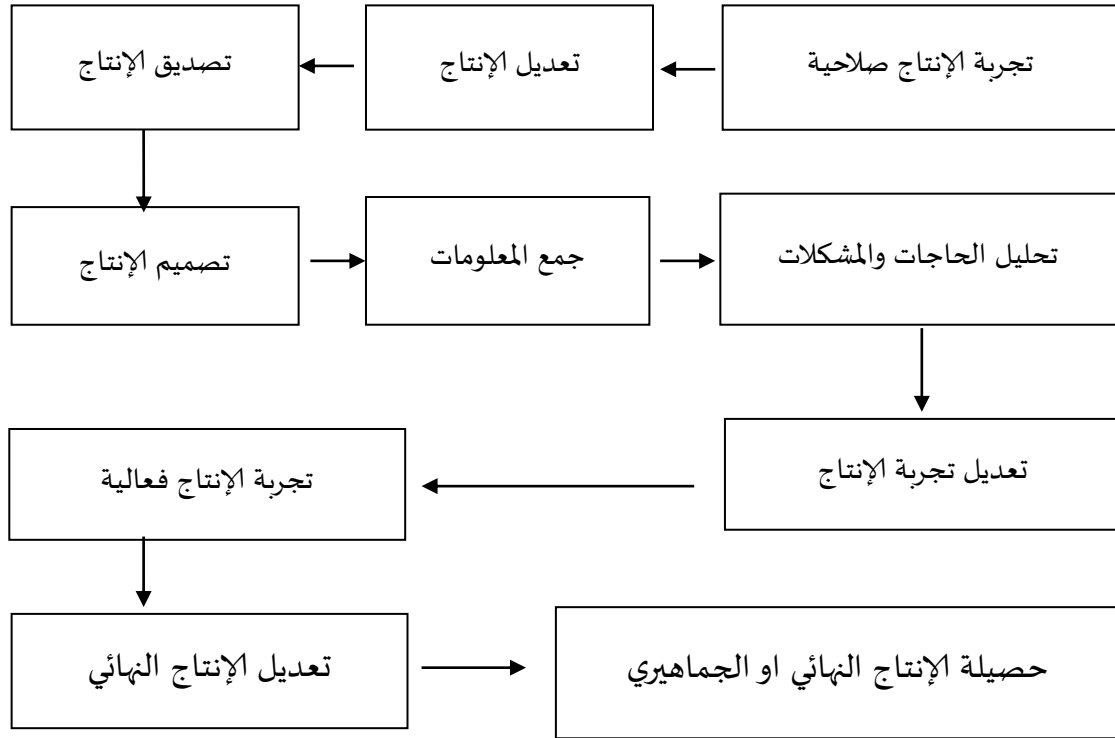 تجربة الإنتاج صلاحية
تعديل الإنتاج
تصديق الإنتاج
تحليل الحاجات والمشكلات
جمع المعلومات
تصميم الإنتاج
تعديل تجربة الإنتاج
تجربة الإنتاج فعالية
حصيلة الإنتاج النهائي او الجماهيري
تعديل الإنتاج النهائي